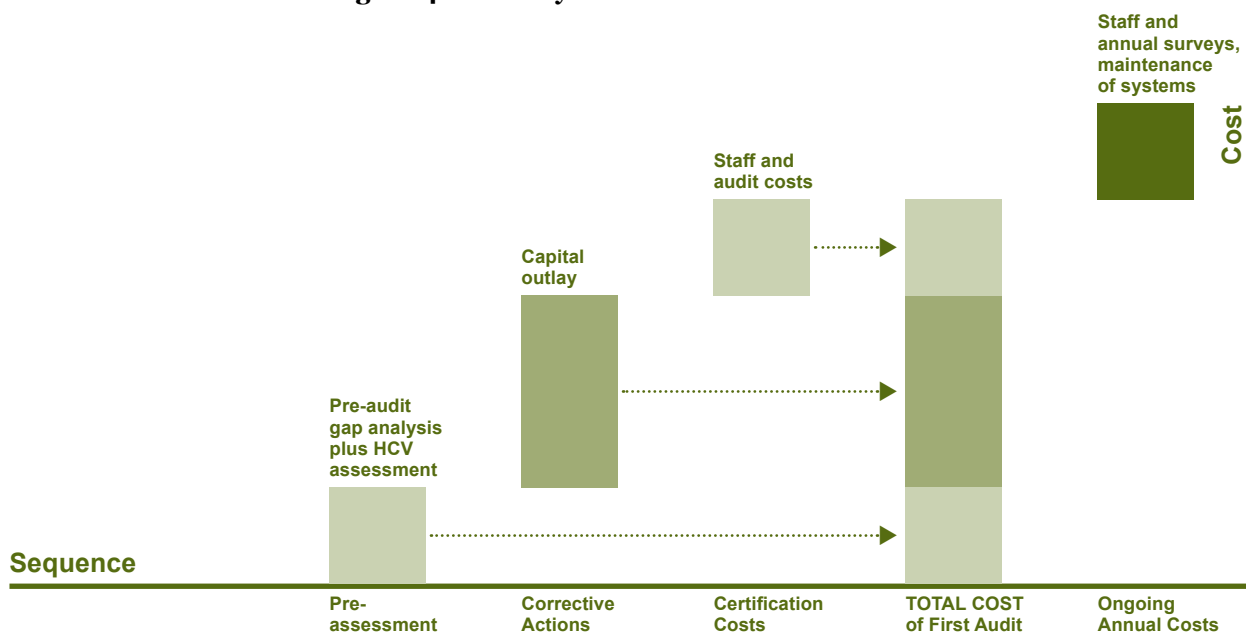 Staff and
annual surveys,
maintenance
of systems
Cost
Staff and
audit costs
Capital
outlay
Pre-audit
gap analysis
plus HCV
assessment
Sequence
Pre-
assessment
Corrective
Actions
Certification
Costs
TOTAL COST
of First Audit
Ongoing
Annual Costs